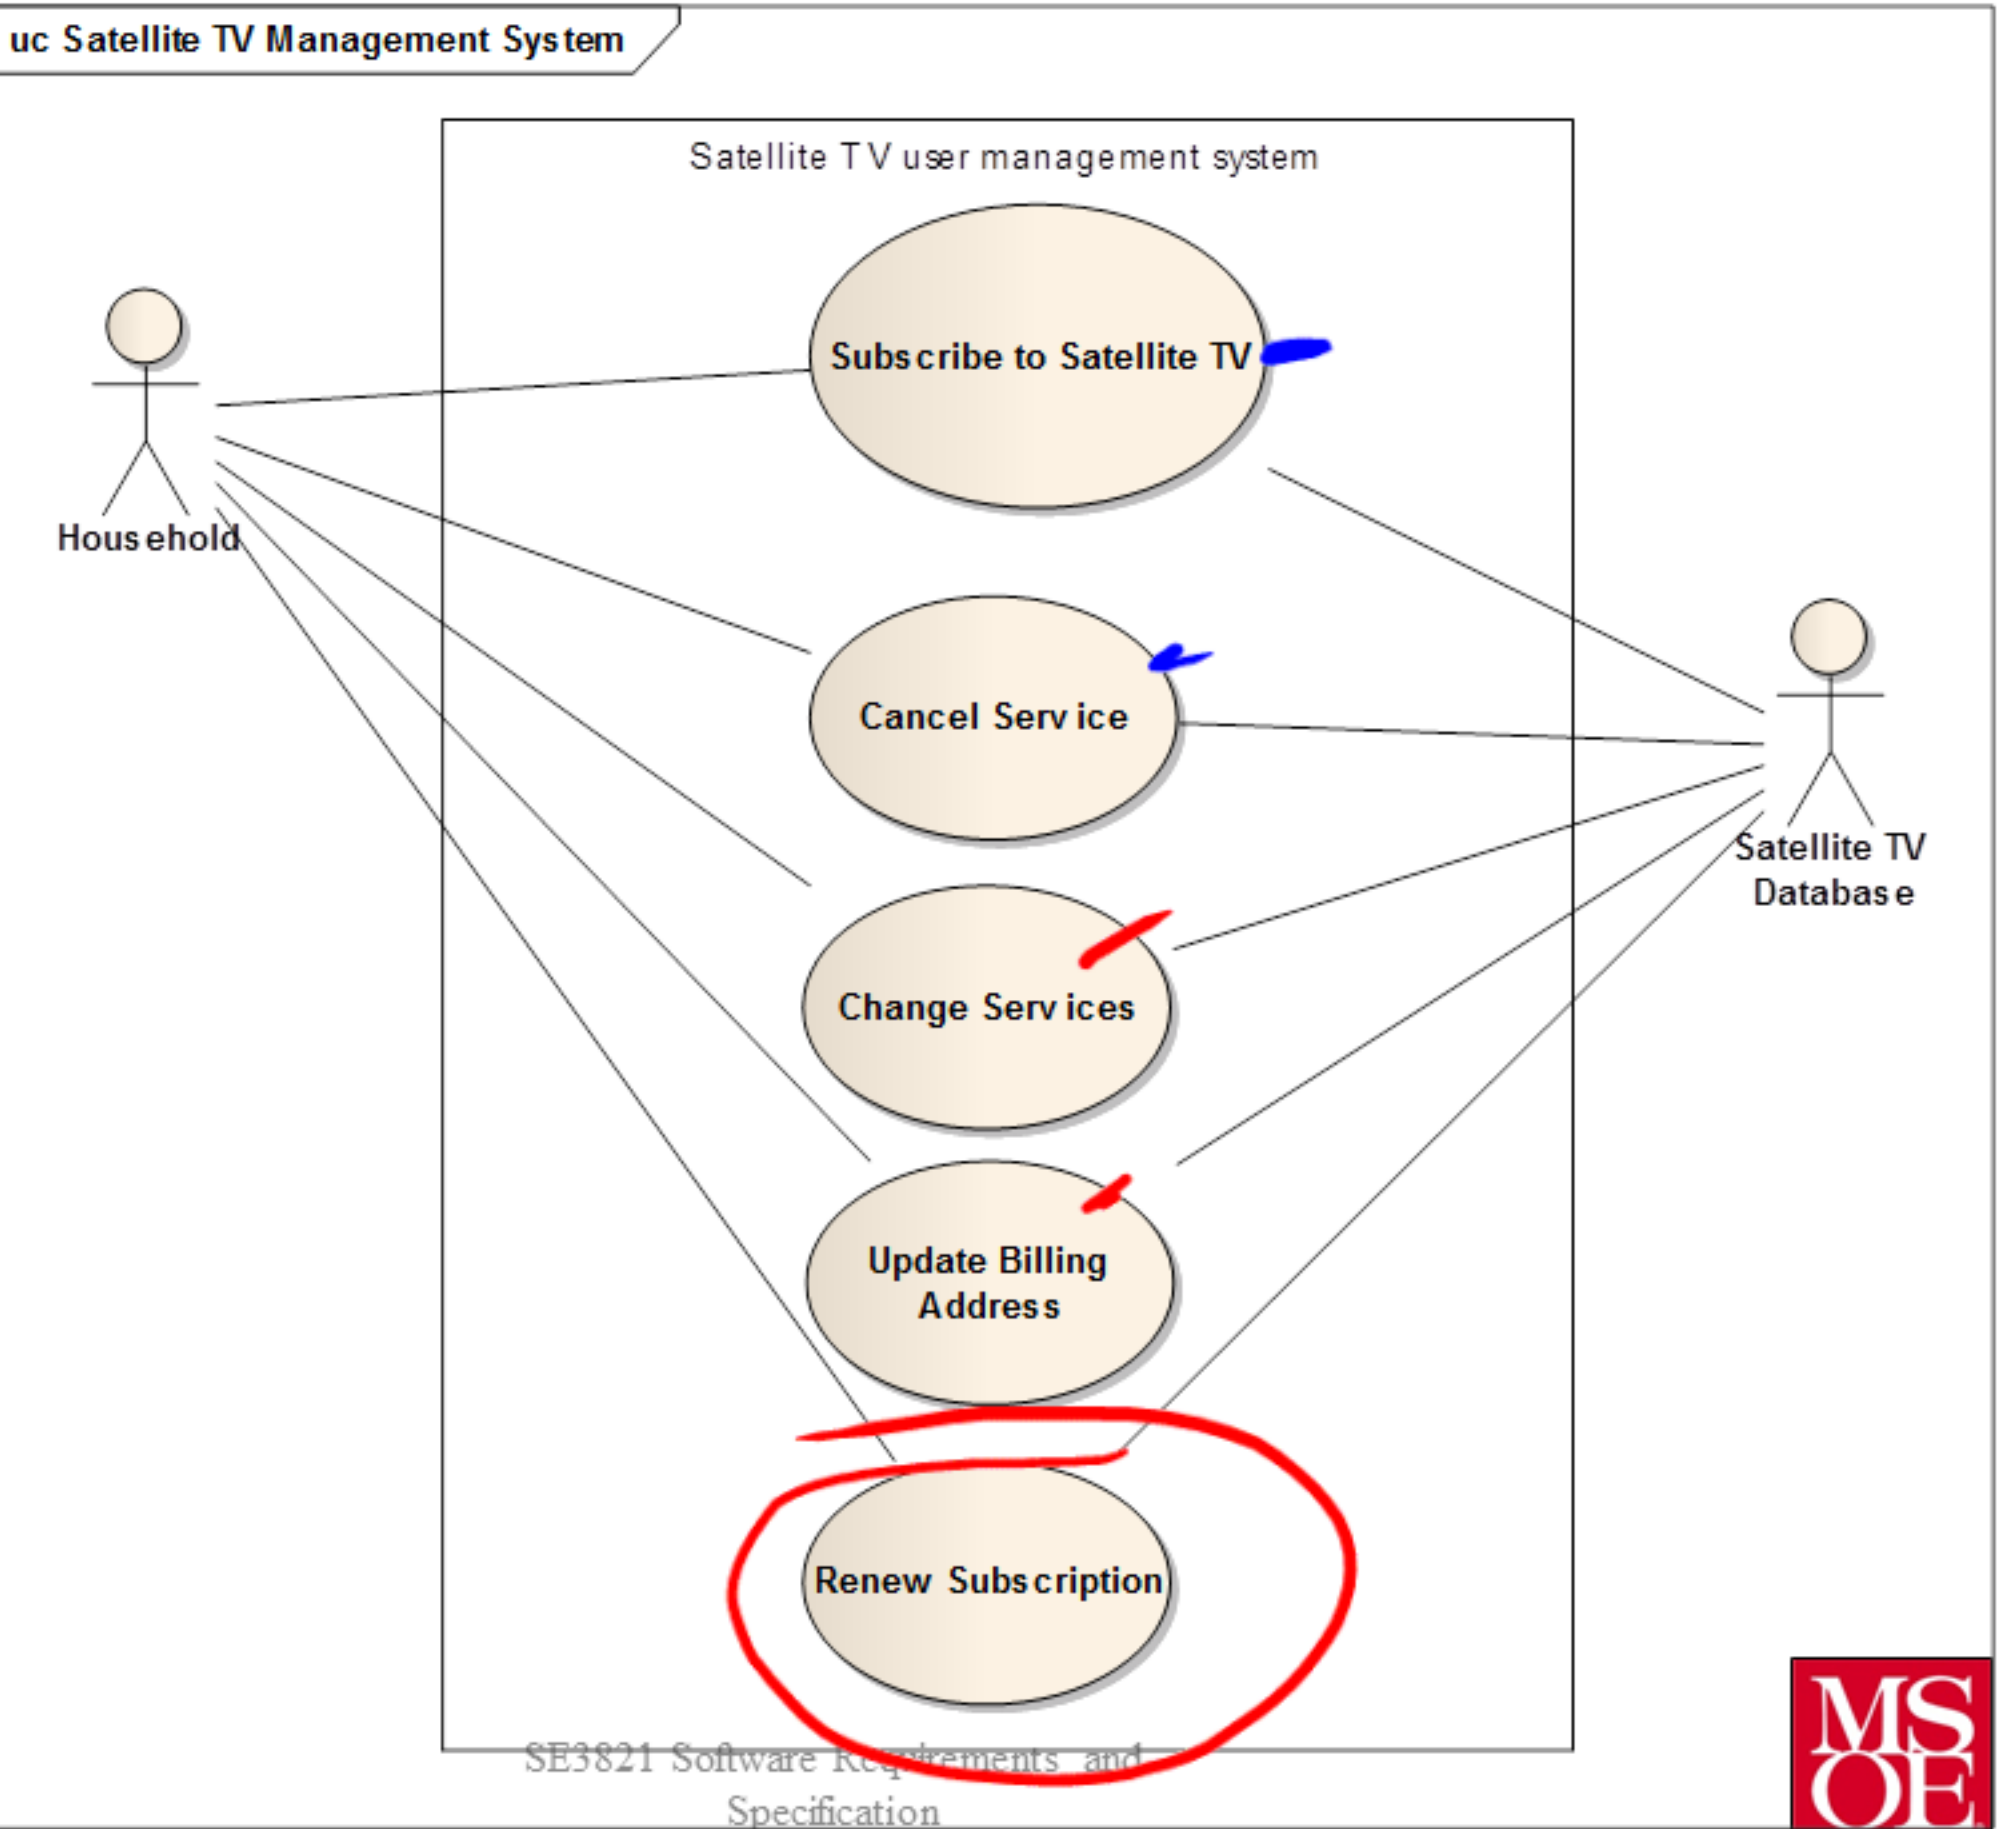 uc Satellite TV Management System
Satellite TV user management system
Subscribe to Satellite TV
Household
Cancel Service
Satellite TV
Database
Change Services
Update Billing
Address
Renew Subscription
SE3821 Software Requirements and
Specification
MS
OE